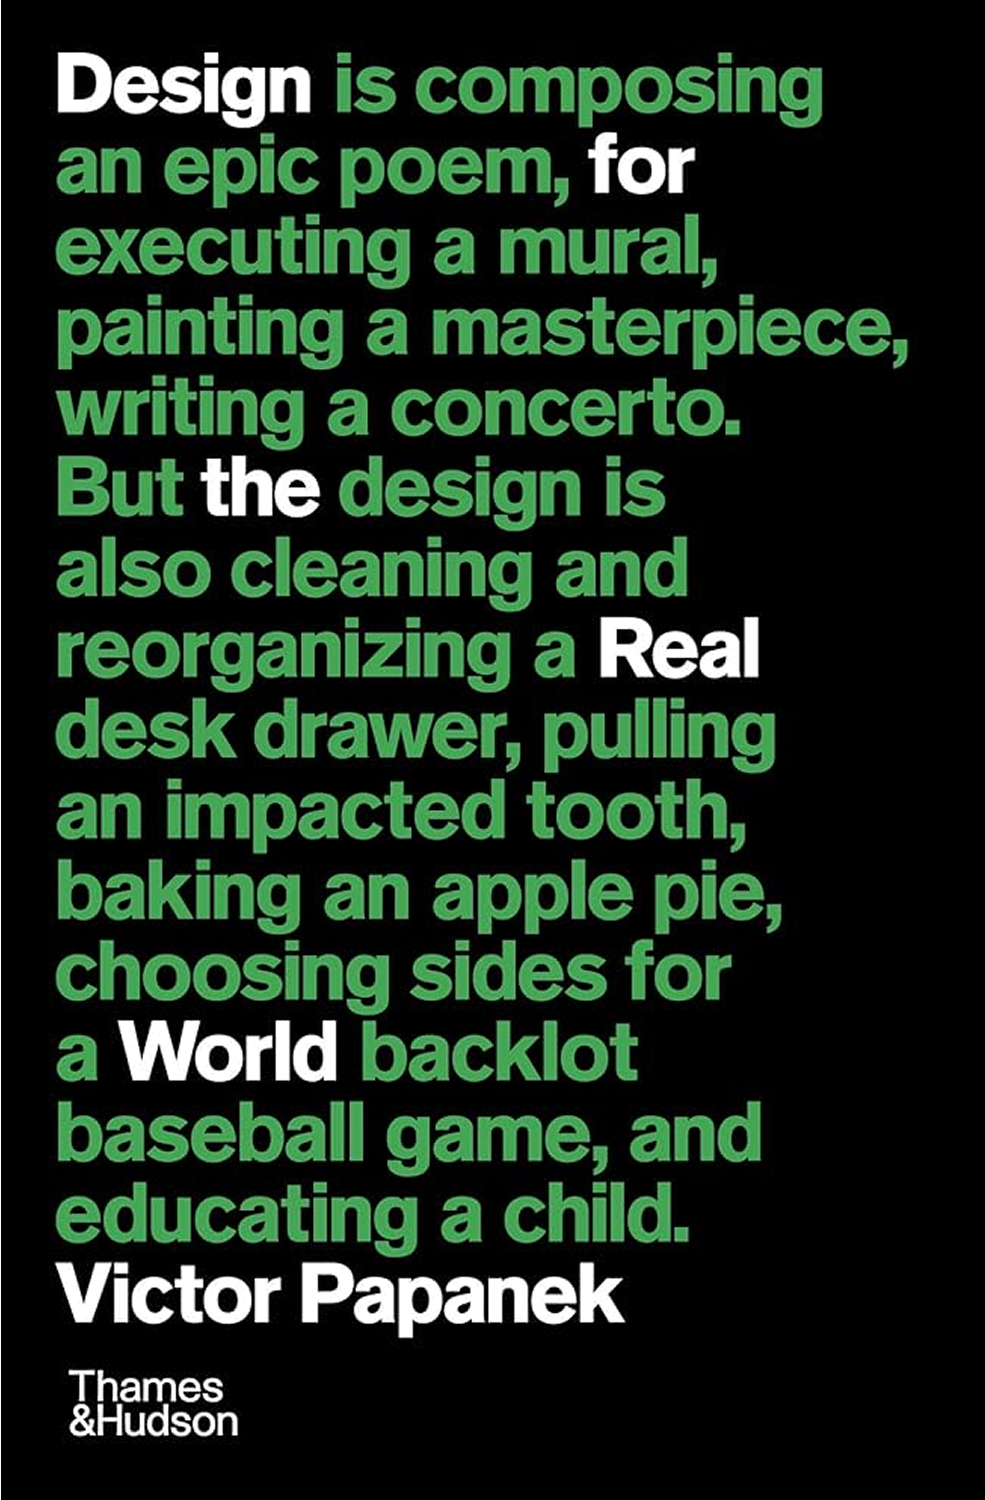 Design is composing
an epic poem, for
executing a mural,
painting a masterpiece,
writing a concerto.
But the design is
also cleaning and
reorganizing a Real
desk drawer, pulling
an impacted tooth,
baking an apple pie,
choosing sides for
a World backlot
baseball game, and
educating a child.
Victor Papanek
Thames
&Hudson